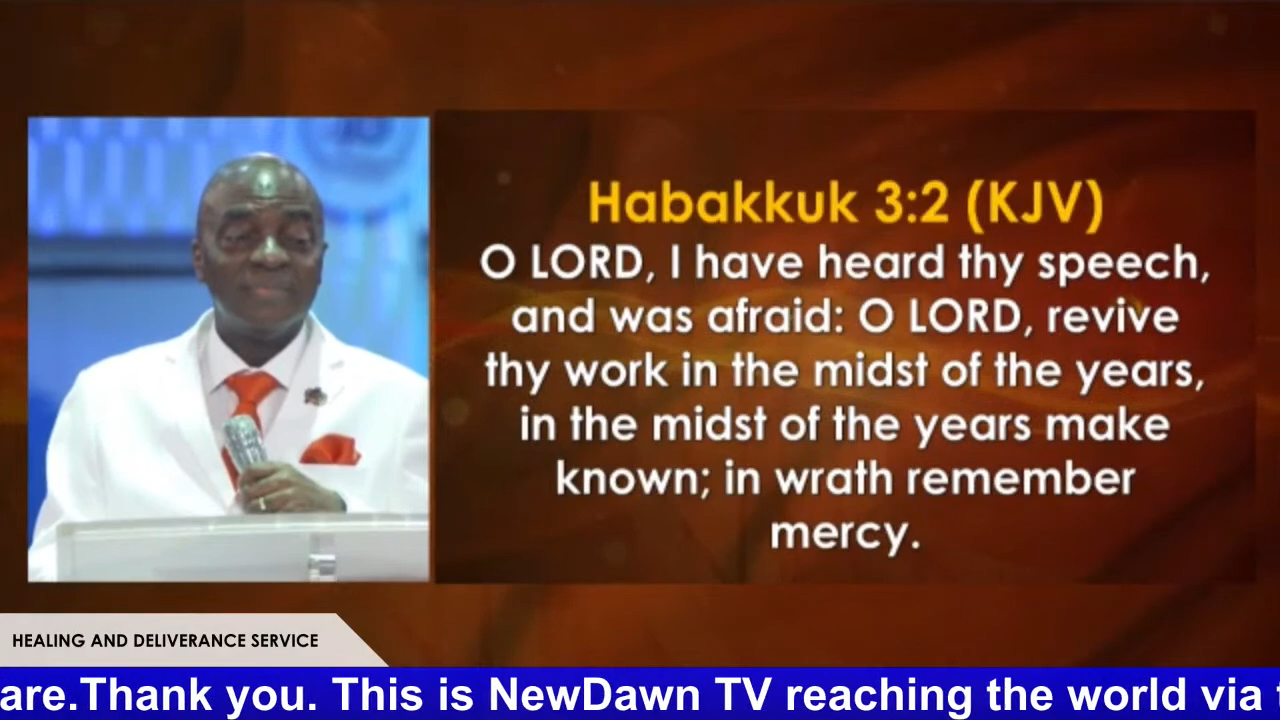 Habakkuk 3:2 (KJV)
O LORD, I have heard thy speech,
and was afraid: O LORD, revive
thy work in the midst of the years,
in the midst of the years make
known; in wrath remember
mercy.
HEALING AND DELIVERANCE SERVICE
are.Thank you. This is NewDawn TV reaching the world via